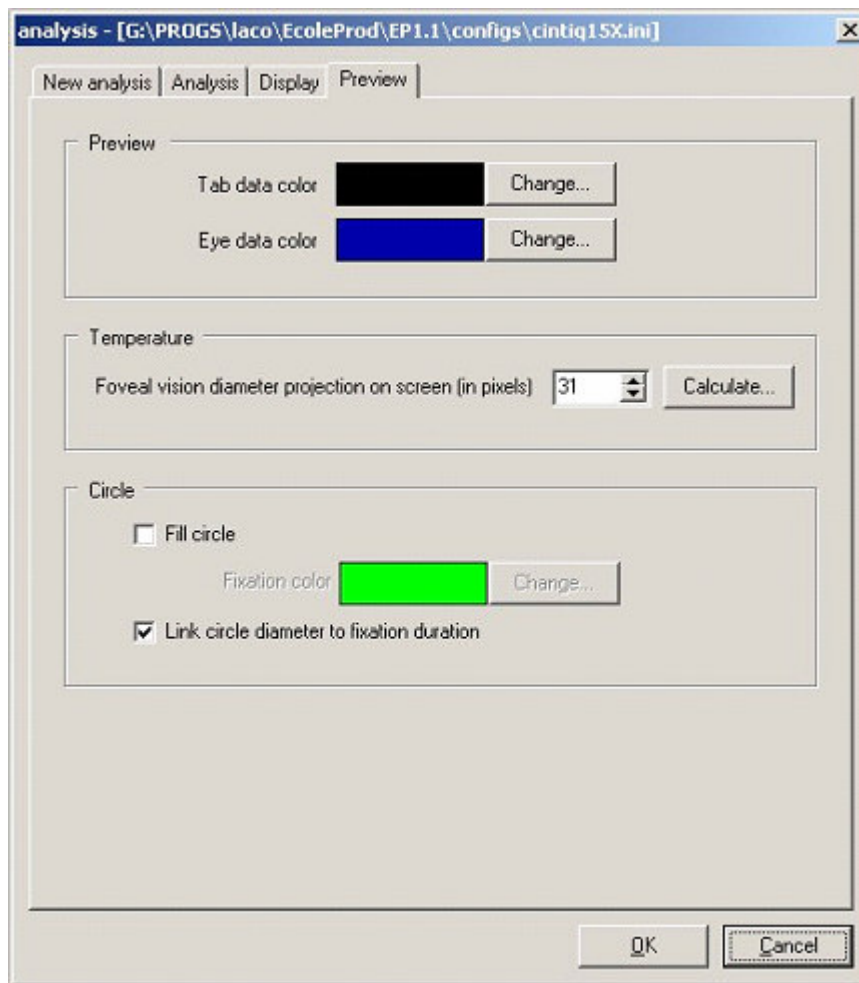 analysis - [G:\PROGS\laco\EcoleProd\EP1.1\configs\cintiq15X.ini]
New analysis Analysis Display Preview
Preview
Tab data color Change...
Eye data color Change...
Temperature
Foveal vision diameter projection on screen (in pixels) 31 Calculate...
Circle
Fill circle
Fixation color Change...
Link circle diameter to fixation duration
OK Cancel